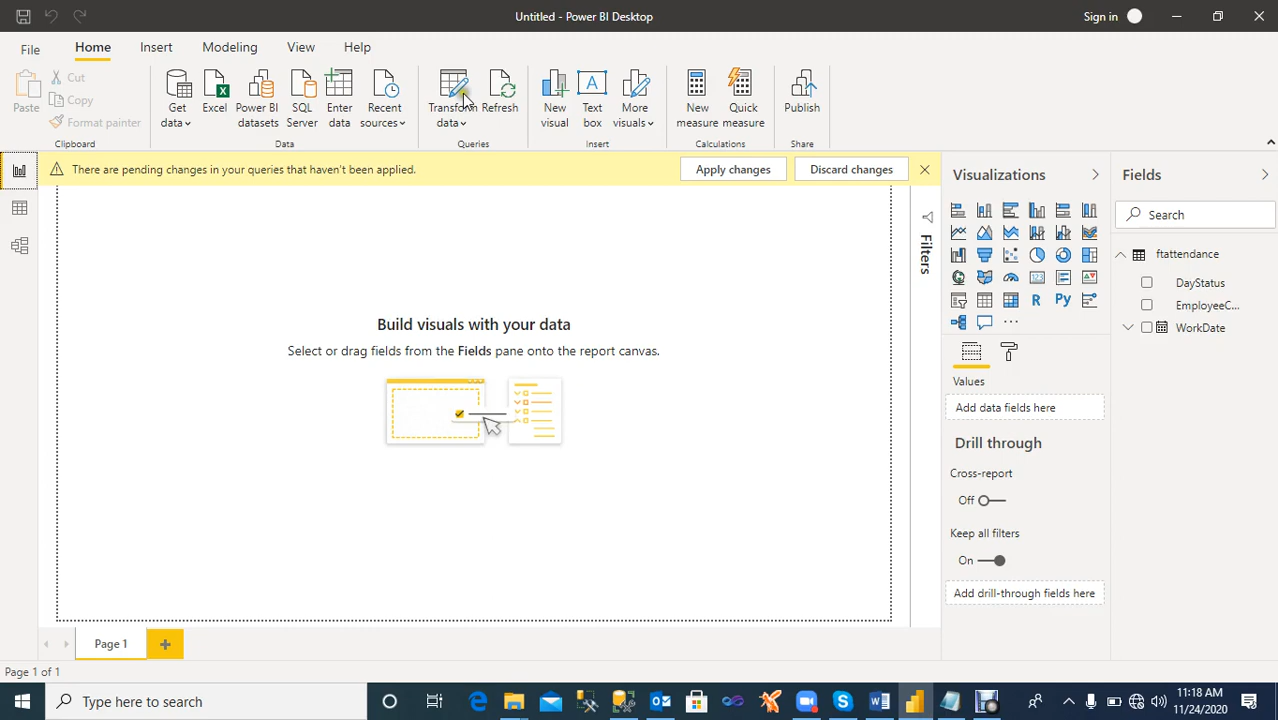 Untitled - Power BI Desktop
Sign in
File
Home
Insert
Modeling
View
Help
Paste
Cut
Copy
Format painter
Clipboard
Get data
Excel
Power BI datasets
SQL Server
Enter data
Recent sources
Data
Transform data
Refresh
Queries
New visual
Text box
More visuals
Insert
New measure
Quick measure
Calculations
Publish
Share
There are pending changes in your queries that haven't been applied.
Apply changes
Discard changes
Build visuals with your data
Select or drag fields from the Fields pane onto the report canvas.
Filters
Visualizations
R
Py
Values
Add data fields here
Drill through
Cross-report
Off
Keep all filters
On
Add drill-through fields here
Fields
Search
ftattendance
DayStatus
EmployeeC...
WorkDate
Page 1
Page 1 of 1
Type here to search
11:18 AM
11/24/2020